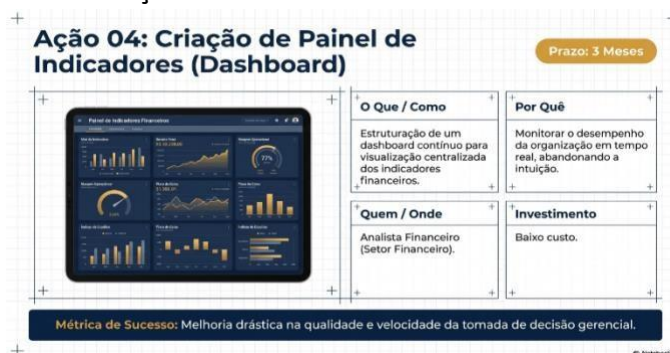 Ação 04: Criação de Painel de
Indicadores (Dashboard)
Prazo: 3 Meses
Painel de Indicadores Financeiros
O Que / Como
Estruturação de um
dashboard contínuo para
visualização centralizada
dos indicadores
financeiros.
Por Quê
Monitorar o desempenho
da organização em tempo
real, abandonando a
intuição.
Quem / Onde
Analista Financeiro
(Setor Financeiro).
Investimento
Baixo custo.
Métrica de Sucesso: Melhoria drástica na qualidade e velocidade da tomada de decisão gerencial.